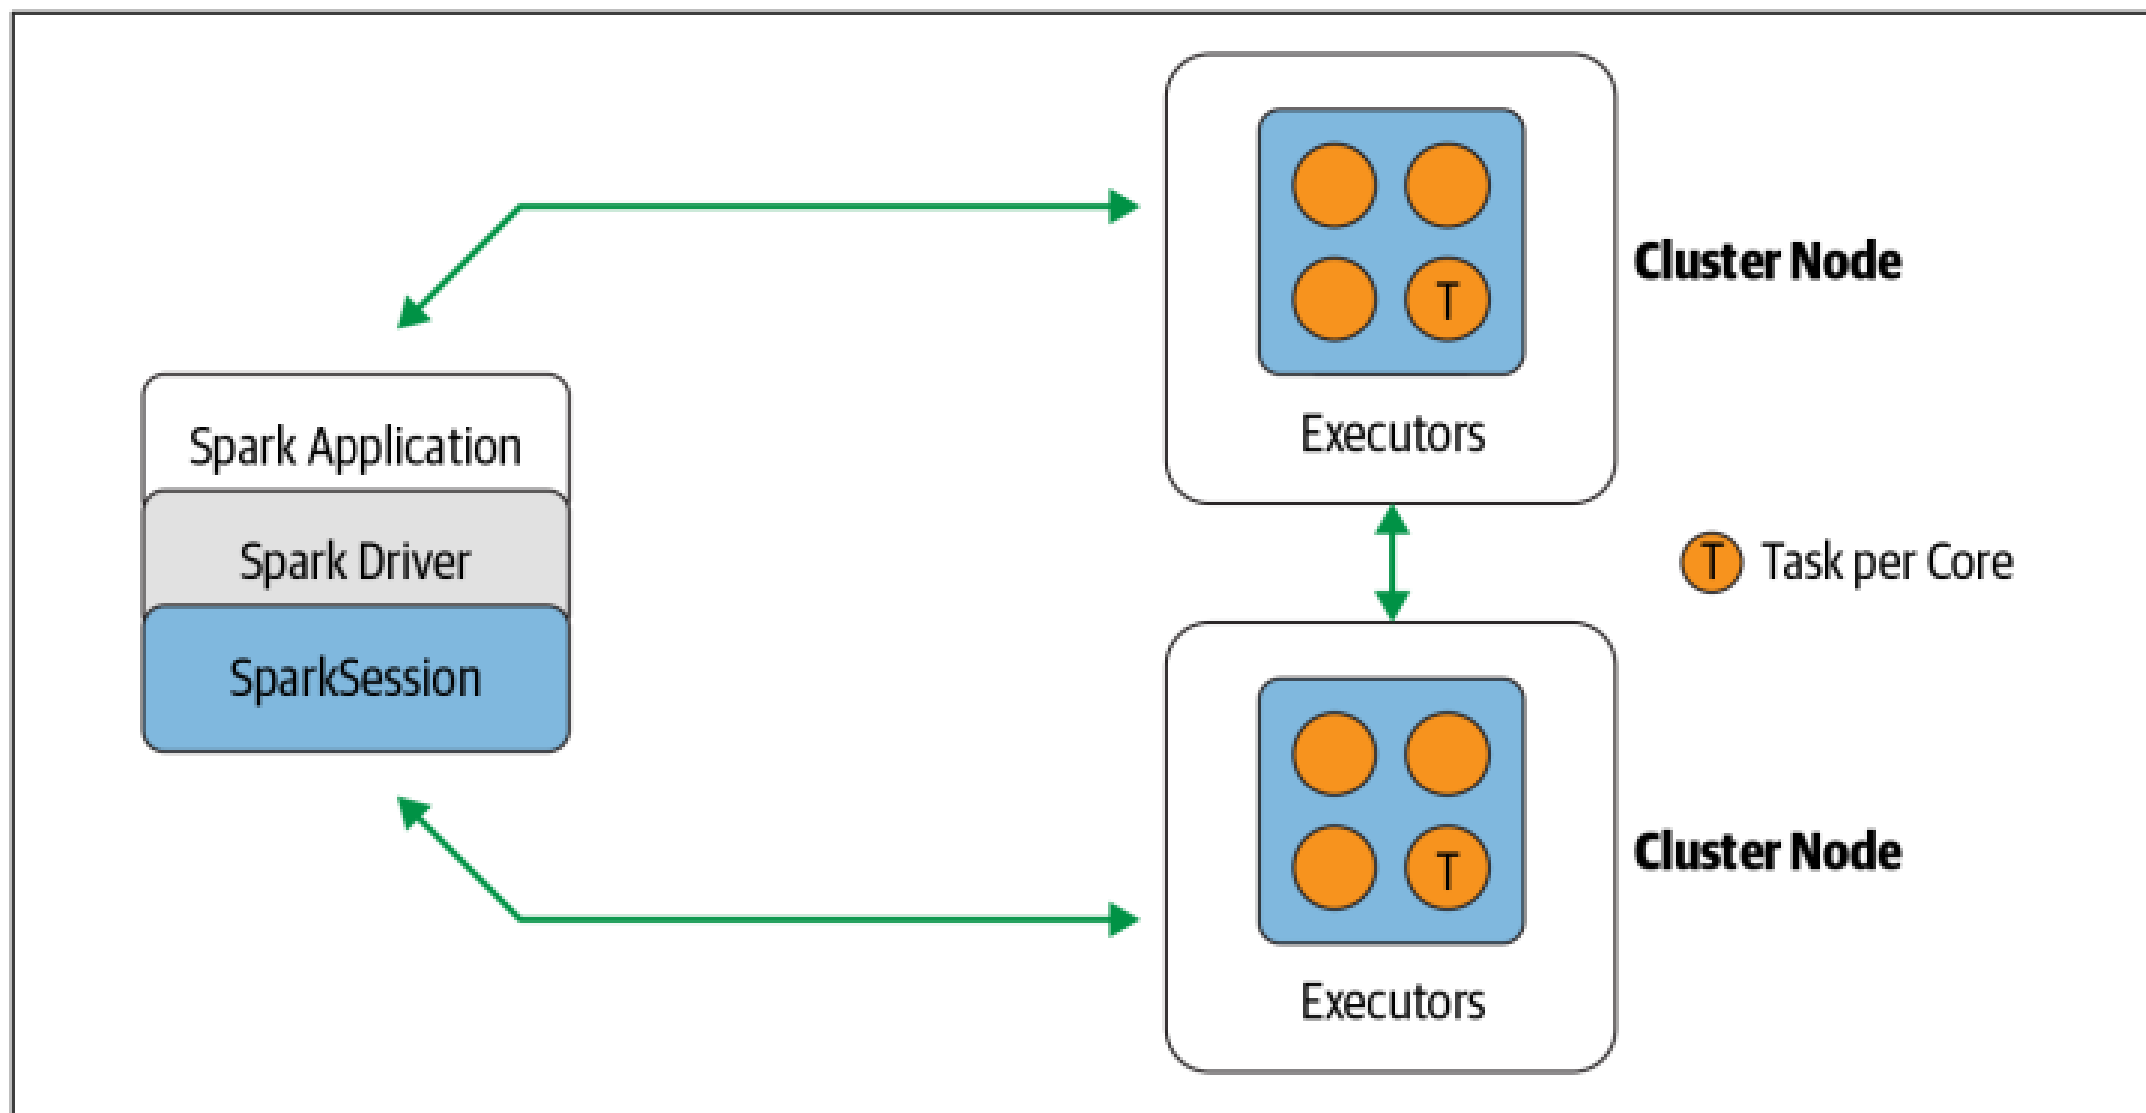 Spark Application
Spark Driver
SparkSession
T
Executors
Cluster Node
T Task per Core
T
Executors
Cluster Node